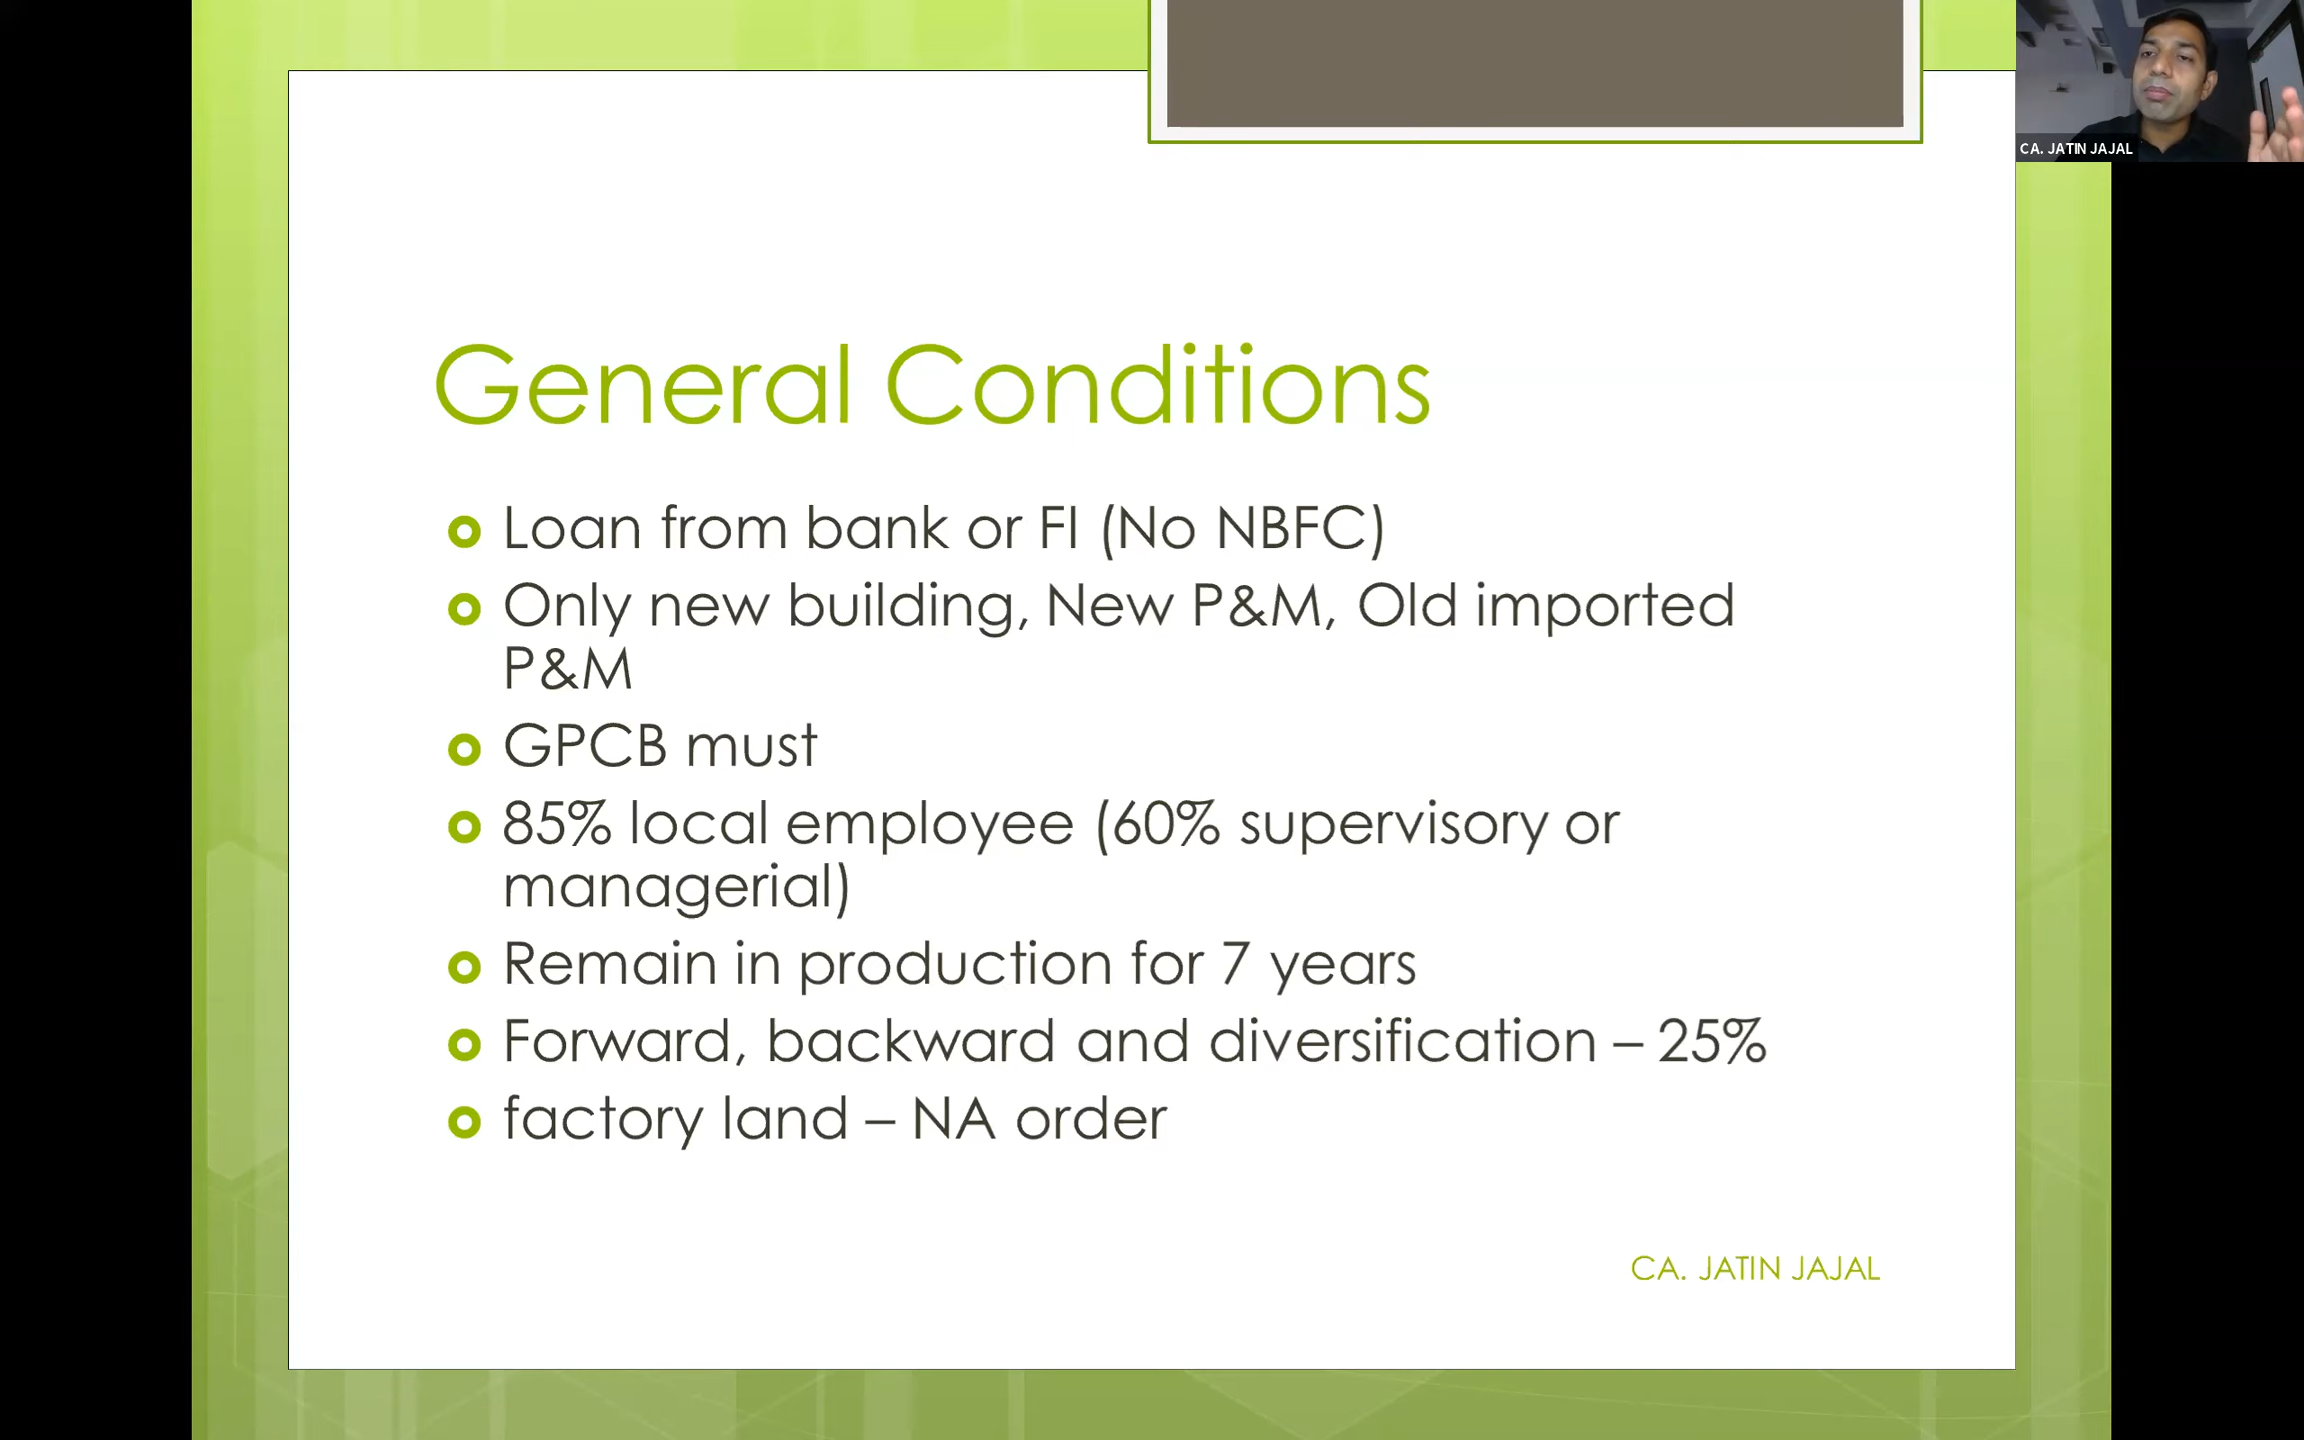 CA. JATIN JAJAL
General Conditions
Loan from bank or FI (No NBFC)
Only new building, New P&M, Old imported
P&M
GPCB must
85% local employee (60% supervisory or
managerial)
Remain in production for 7 years
Forward, backward and diversification – 25%
factory land – NA order
CA. JATIN JAJAL